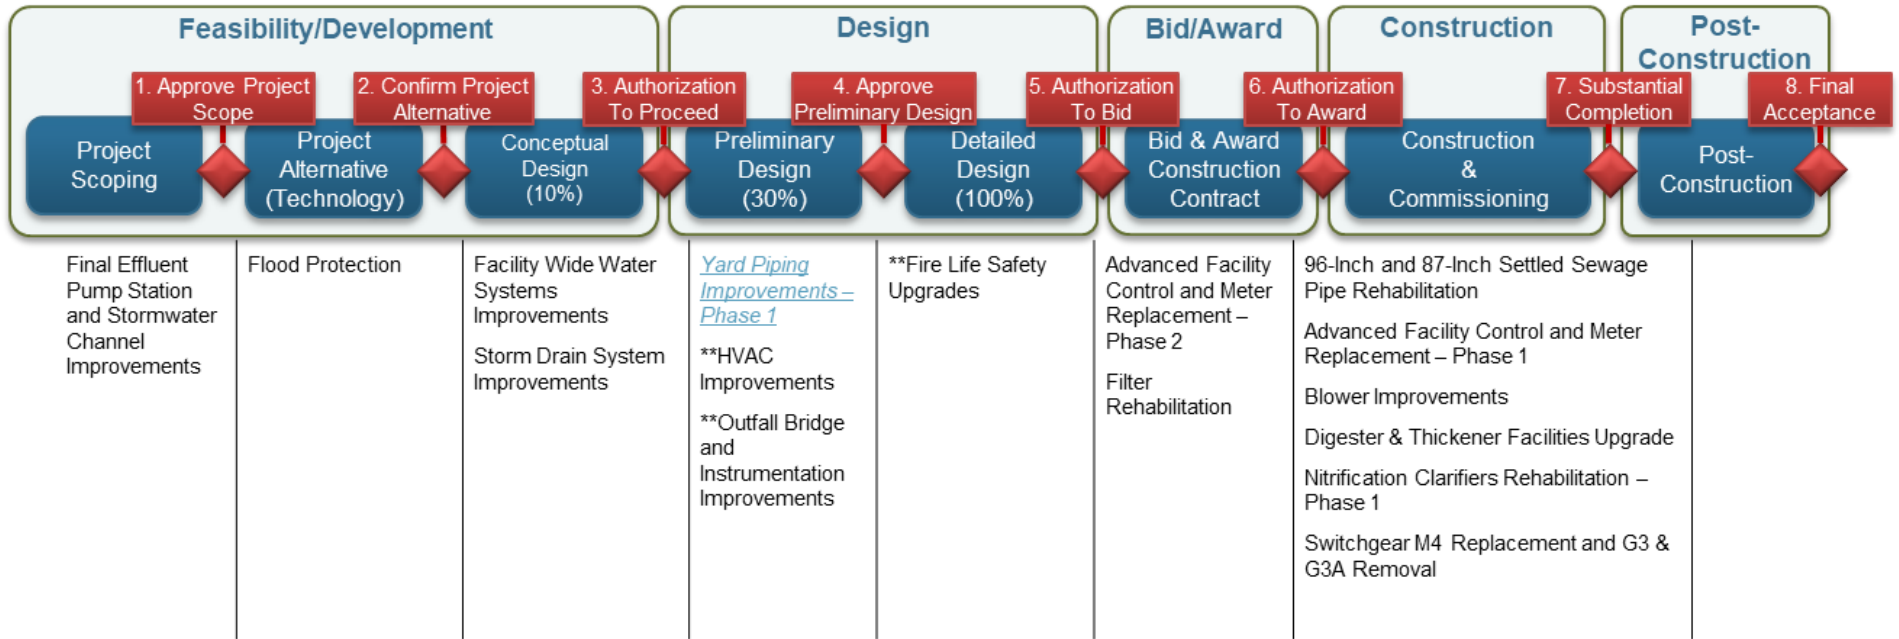 Feasibility/Development
Design
Bid/Award
Construction
Post-
Construction
1. Approve Project
Scope
2. Confirm Project
Alternative
3. Authorization
To Proceed
4. Approve
Preliminary Design
5. Authorization
To Bid
6. Authorization
To Award
7. Substantial
Completion
8. Final
Acceptance
Project
Scoping
Project
Alternative
(Technology)
Conceptual
Design
(10%)
Preliminary
Design
(30%)
Detailed
Design
(100%)
Bid & Award
Construction
Contract
Construction
&
Commissioning
Post-
Construction
Final Effluent
Pump Station
and Stormwater
Channel
Improvements
Flood Protection
Facility Wide Water
Systems
Improvements
Storm Drain System
Improvements
Yard Piping
Improvements –
Phase 1
**HVAC
Improvements
**Outfall Bridge
and
Instrumentation
Improvements
**Fire Life Safety
Upgrades
Advanced Facility
Control and Meter
Replacement –
Phase 2
Filter
Rehabilitation
96-Inch and 87-Inch Settled Sewage
Pipe Rehabilitation
Advanced Facility Control and Meter
Replacement – Phase 1
Blower Improvements
Digester & Thickener Facilities Upgrade
Nitrification Clarifiers Rehabilitation –
Phase 1
Switchgear M4 Replacement and G3 &
G3A Removal